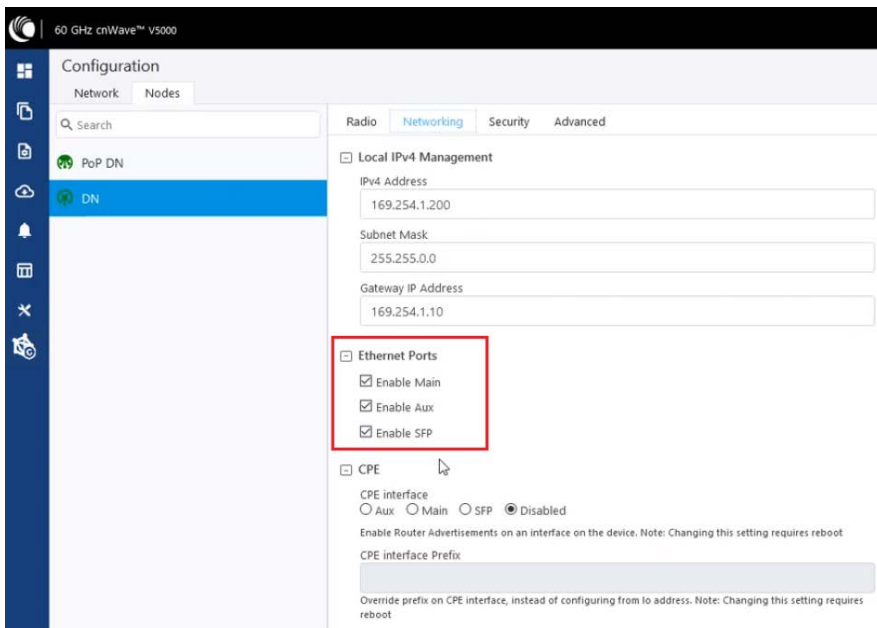 60 GHz cnWave™ V5000
Configuration
Network Nodes
Search
PoP DN
DN
Radio Networking Security Advanced
Local IPv4 Management
IPv4 Address
169.254.1.200
Subnet Mask
255.255.0.0
Gateway IP Address
169.254.1.10
Ethernet Ports
Enable Main
Enable Aux
Enable SFP
CPE
CPE interface
Aux Main SFP Disabled
Enable Router Advertisements on an interface on the device. Note: Changing this setting requires reboot
CPE interface Prefix
Override prefix on CPE interface, instead of configuring from lo address. Note: Changing this setting requires
reboot